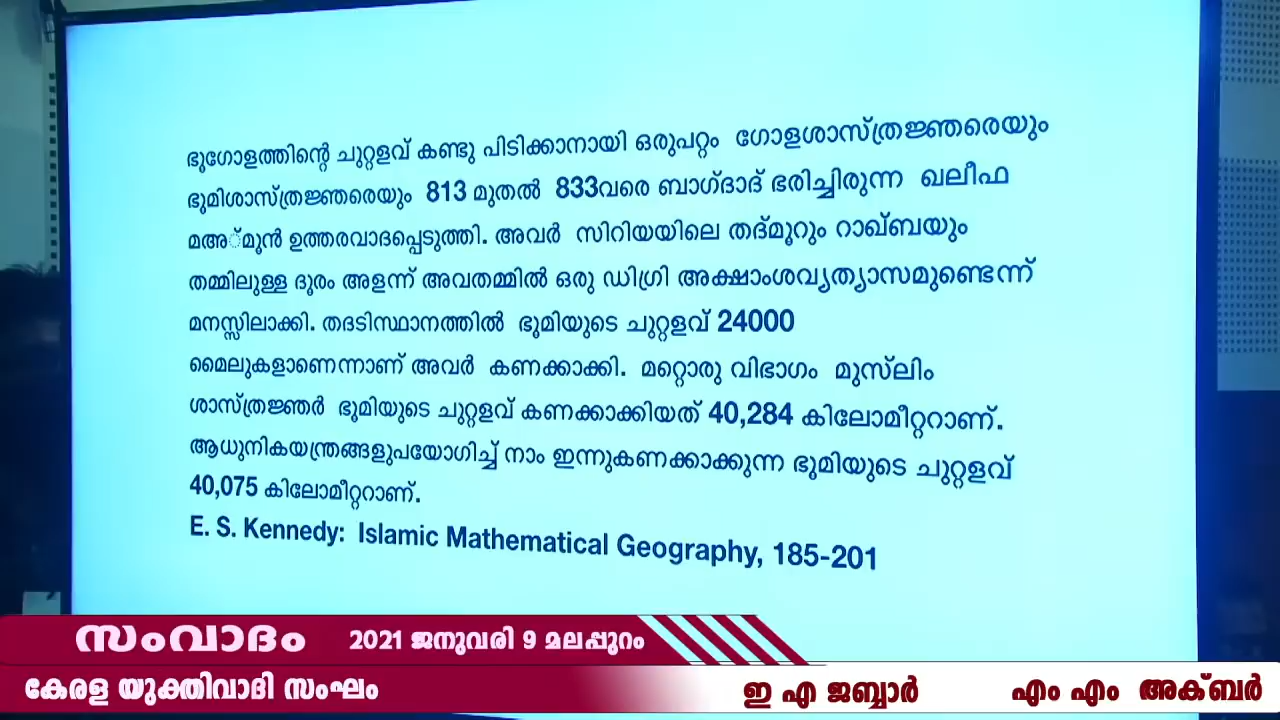 ഭൂഗോളത്തിന്റെ ചുറ്റളവ് കണ്ടു പിടിക്കാനായി ഒരുപറ്റം ഗോളശാസ്ത്രജ്ഞരെയും
ഭൂമിശാസ്ത്രജ്ഞരെയും 813 മുതൽ 833വരെ ബാഗ്ദാദ് ഭരിച്ചിരുന്ന ഖലീഫ
മഅ്മൂൻ ഉത്തരവാദപ്പെടുത്തി. അവർ സിറിയയിലെ തദ്മൂറും റാഖ്ബയും
തമ്മിലുള്ള ദൂരം അളന്ന് അവതമ്മിൽ ഒരു ഡിഗ്രി അക്ഷാംശവ്യത്യാസമുണ്ടെന്ന്
മനസ്സിലാക്കി. തദടിസ്ഥാനത്തിൽ ഭൂമിയുടെ ചുറ്റളവ് 24000
മൈലുകളാണെന്നാണ് അവർ കണക്കാക്കി. മറ്റൊരു വിഭാഗം മുസ്‌ലിം
ശാസ്ത്രജ്ഞർ ഭൂമിയുടെ ചുറ്റളവ് കണക്കാക്കിയത് 40,284 കിലോമീറ്ററാണ്.
ആധുനികയന്ത്രങ്ങളുപയോഗിച്ച് നാം ഇന്നുകണക്കാക്കുന്ന ഭൂമിയുടെ ചുറ്റളവ്
40,075 കിലോമീറ്ററാണ്.
E. S. Kennedy: Islamic Mathematical Geography, 185-201
സംവാദം 2021 ജനുവരി 9 മലപ്പുറം
കേരള യുക്തിവാദി സംഘം ഇ എ ജബ്ബാർ എം എം അക്ബർ